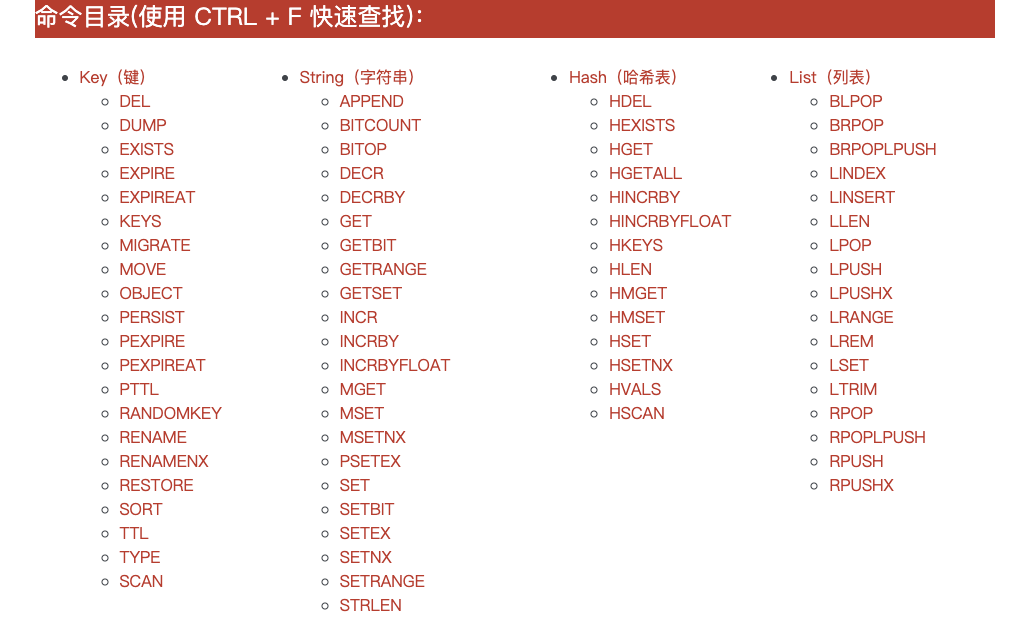 命令目录(使用 CTRL + F 快速查找):
Key（键）
DEL
DUMP
EXISTS
EXPIRE
EXPIREAT
KEYS
MIGRATE
MOVE
OBJECT
PERSIST
PEXPIRE
PEXPIREAT
PTTL
RANDOMKEY
RENAME
RENAMENX
RESTORE
SORT
TTL
TYPE
SCAN
String（字符串）
APPEND
BITCOUNT
BITOP
DECR
DECRBY
GET
GETBIT
GETRANGE
GETSET
INCR
INCRBY
INCRBYFLOAT
MGET
MSET
MSETNX
PSETEX
SET
SETBIT
SETEX
SETNX
SETRANGE
STRLEN
Hash（哈希表）
HDEL
HEXISTS
HGET
HGETALL
HINCRBY
HINCRBYFLOAT
HKEYS
HLEN
HMGET
HMSET
HSET
HSETNX
HVALS
HSCAN
List（列表）
BLPOP
BRPOP
BRPOPLPUSH
LINDEX
LINSERT
LLEN
LPOP
LPUSH
LPUSHX
LRANGE
LREM
LSET
LTRIM
RPOP
RPOPLPUSH
RPUSH
RPUSHX